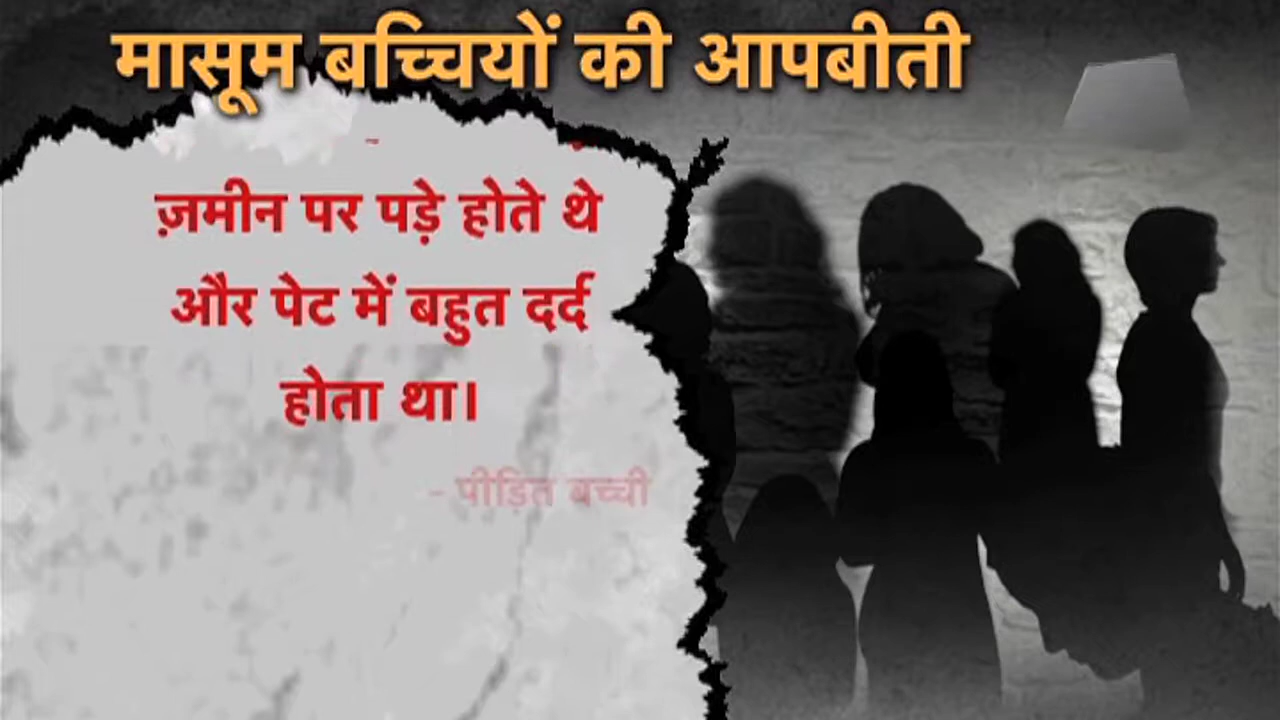 मासूम बच्चियों की आपबीती
ज़मीन पर पड़े होते थे
और पेट में बहुत दर्द
होता था।
- पीड़ित बच्ची